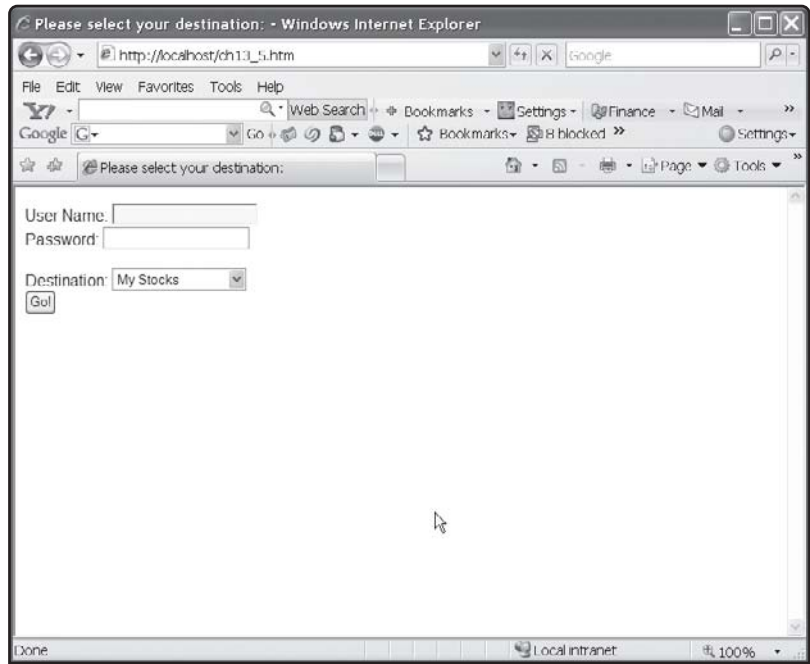 Please select your destination: - Windows Internet Explorer
http://localhost/ch13_5.htm
Google
File Edit View Favorites Tools Help
Y! Web Search Bookmarks Settings Finance Mail »
Google G Go Bookmarks 8 blocked » Settings
Please select your destination: Page Tools »
User Name:
Password:
Destination: My Stocks
Go!
Done Local intranet 100%